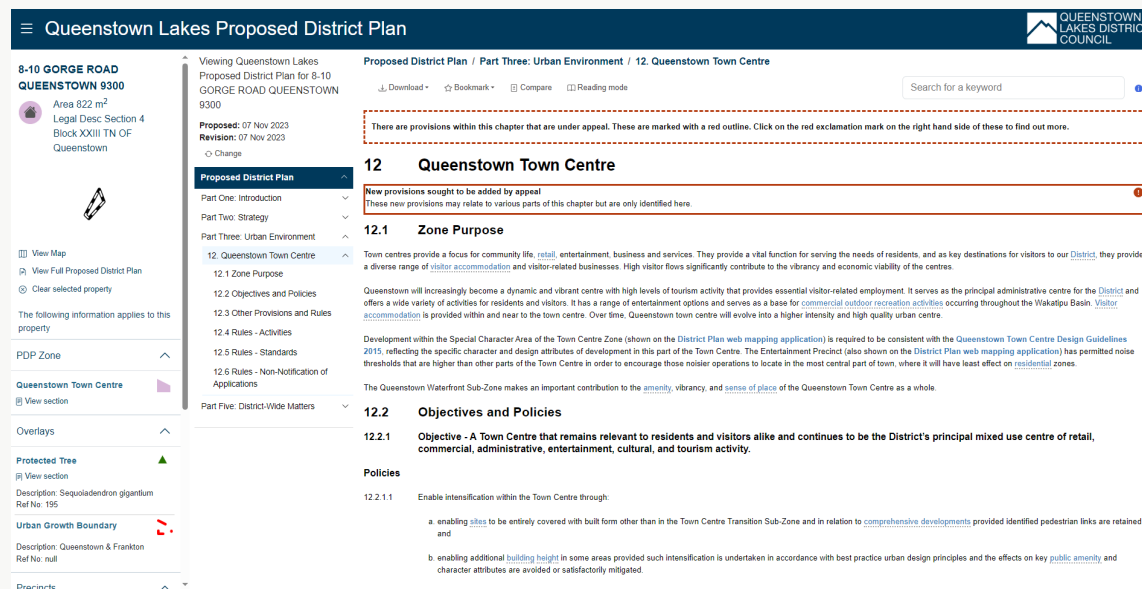 ≡ Queenstown Lakes Proposed District Plan
QUEENSTOWN
LAKES DISTRICT
COUNCIL
8-10 GORGE ROAD
QUEENSTOWN 9300
Area 822 m2
Legal Desc Section 4
Block XXIII TN OF
Queenstown
View Map
View Full Proposed District Plan
Clear selected property
The following information applies to this
property
PDP Zone
Queenstown Town Centre
View section
Overlays
Protected Tree
View section
Description: Sequoiadendron gigantium
Ref No: 195
Urban Growth Boundary
Description: Queenstown & Frankton
Ref No: null
Precincts
Viewing Queenstown Lakes
Proposed District Plan for 8-10
GORGE ROAD QUEENSTOWN
9300
Proposed: 07 Nov 2023
Revision: 07 Nov 2023
Change
Proposed District Plan
Part One: Introduction
Part Two: Strategy
Part Three: Urban Environment
12. Queenstown Town Centre
12.1 Zone Purpose
12.2 Objectives and Policies
12.3 Other Provisions and Rules
12.4 Rules - Activities
12.5 Rules - Standards
12.6 Rules - Non-Notification of
Applications
Part Five: District-Wide Matters
Proposed District Plan / Part Three: Urban Environment / 12. Queenstown Town Centre
Download Bookmark Compare Reading mode
Search for a keyword
There are provisions within this chapter that are under appeal. These are marked with a red outline. Click on the red exclamation mark on the right hand side of these to find out more.
12 Queenstown Town Centre
New provisions sought to be added by appeal
These new provisions may relate to various parts of this chapter but are only identified here.
12.1 Zone Purpose
Town centres provide a focus for community life, retail, entertainment, business and services. They provide a vital function for serving the needs of residents, and as key destinations for visitors to our District, they provide
a diverse range of visitor accommodation and visitor-related businesses. High visitor flows significantly contribute to the vibrancy and economic viability of the centres.
Queenstown will increasingly become a dynamic and vibrant centre with high levels of tourism activity that provides essential visitor-related employment. It serves as the principal administrative centre for the District and
offers a wide variety of activities for residents and visitors. It has a range of entertainment options and serves as a base for commercial outdoor recreation activities occurring throughout the Wakatipu Basin. Visitor
accommodation is provided within and near to the town centre. Over time, Queenstown town centre will evolve into a higher intensity and high quality urban centre.
Development within the Special Character Area of the Town Centre Zone (shown on the District Plan web mapping application) is required to be consistent with the Queenstown Town Centre Design Guidelines
2015, reflecting the specific character and design attributes of development in this part of the Town Centre. The Entertainment Precinct (also shown on the District Plan web mapping application) has permitted noise
thresholds that are higher than other parts of the Town Centre in order to encourage those noisier operations to locate in the most central part of town, where it will have least effect on residential zones.
The Queenstown Waterfront Sub-Zone makes an important contribution to the amenity, vibrancy, and sense of place of the Queenstown Town Centre as a whole.
12.2 Objectives and Policies
12.2.1 Objective - A Town Centre that remains relevant to residents and visitors alike and continues to be the District's principal mixed use centre of retail,
commercial, administrative, entertainment, cultural, and tourism activity.
Policies
12.2.1.1 Enable intensification within the Town Centre through:
a. enabling sites to be entirely covered with built form other than in the Town Centre Transition Sub-Zone and in relation to comprehensive developments provided identified pedestrian links are retained;
and
b. enabling additional building height in some areas provided such intensification is undertaken in accordance with best practice urban design principles and the effects on key public amenity and
character attributes are avoided or satisfactorily mitigated.